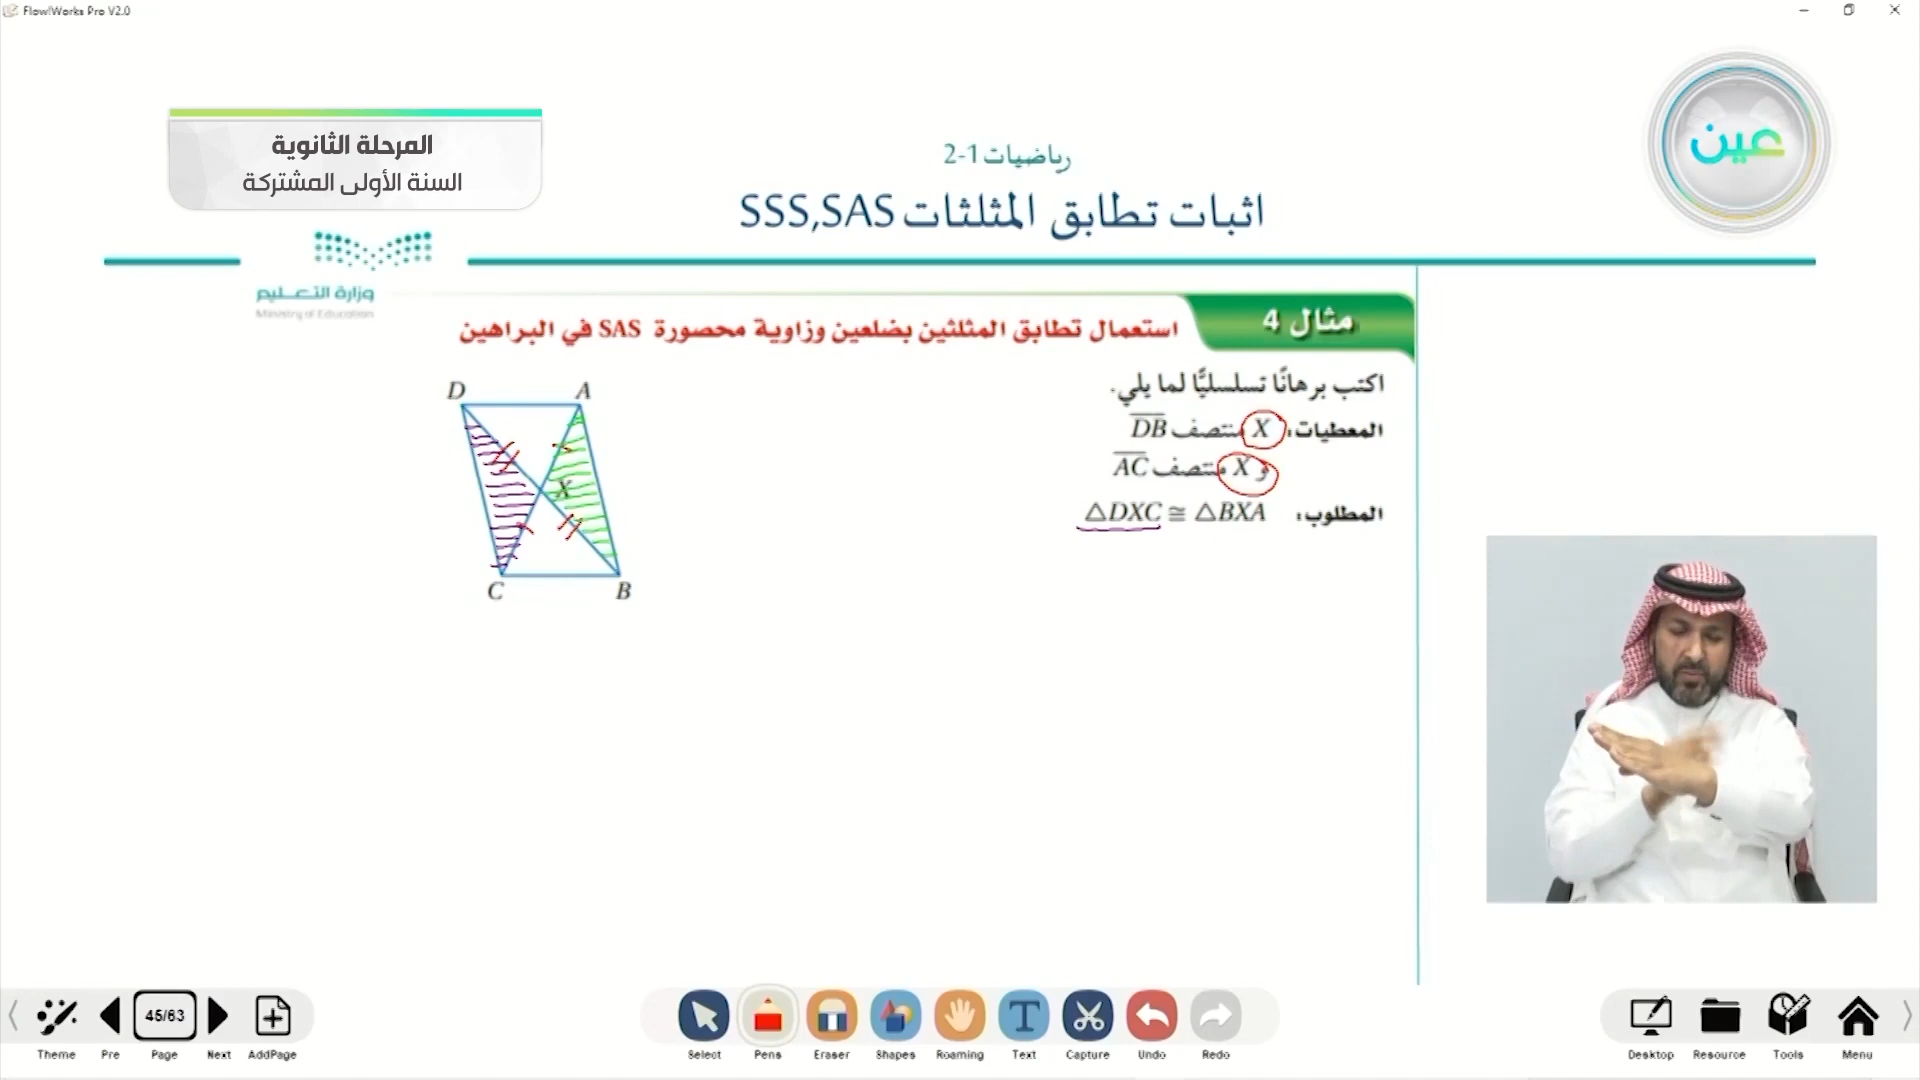 FlowWorks Pro V2.0
عين
المرحلة الثانوية
السنة الأولى المشتركة
رياضيات 1-2
اثبات تطابق المثلثات SSS,SAS
وزارة التعليم
Ministry of Education
مثال 4
استعمال تطابق المثلثين بضلعين وزاوية محصورة SAS في البراهين
اكتب برهانًا تسلسليًّا لما يلي.
المعطيات: X منتصف DB
و X منتصف AC
المطلوب: △DXC ≅ △BXA
D A
X
C B
45/63
Theme Pre Page Next AddPage
Select Pens Eraser Shapes Roaming Text Capture Undo Redo
Desktop Resource Tools Menu